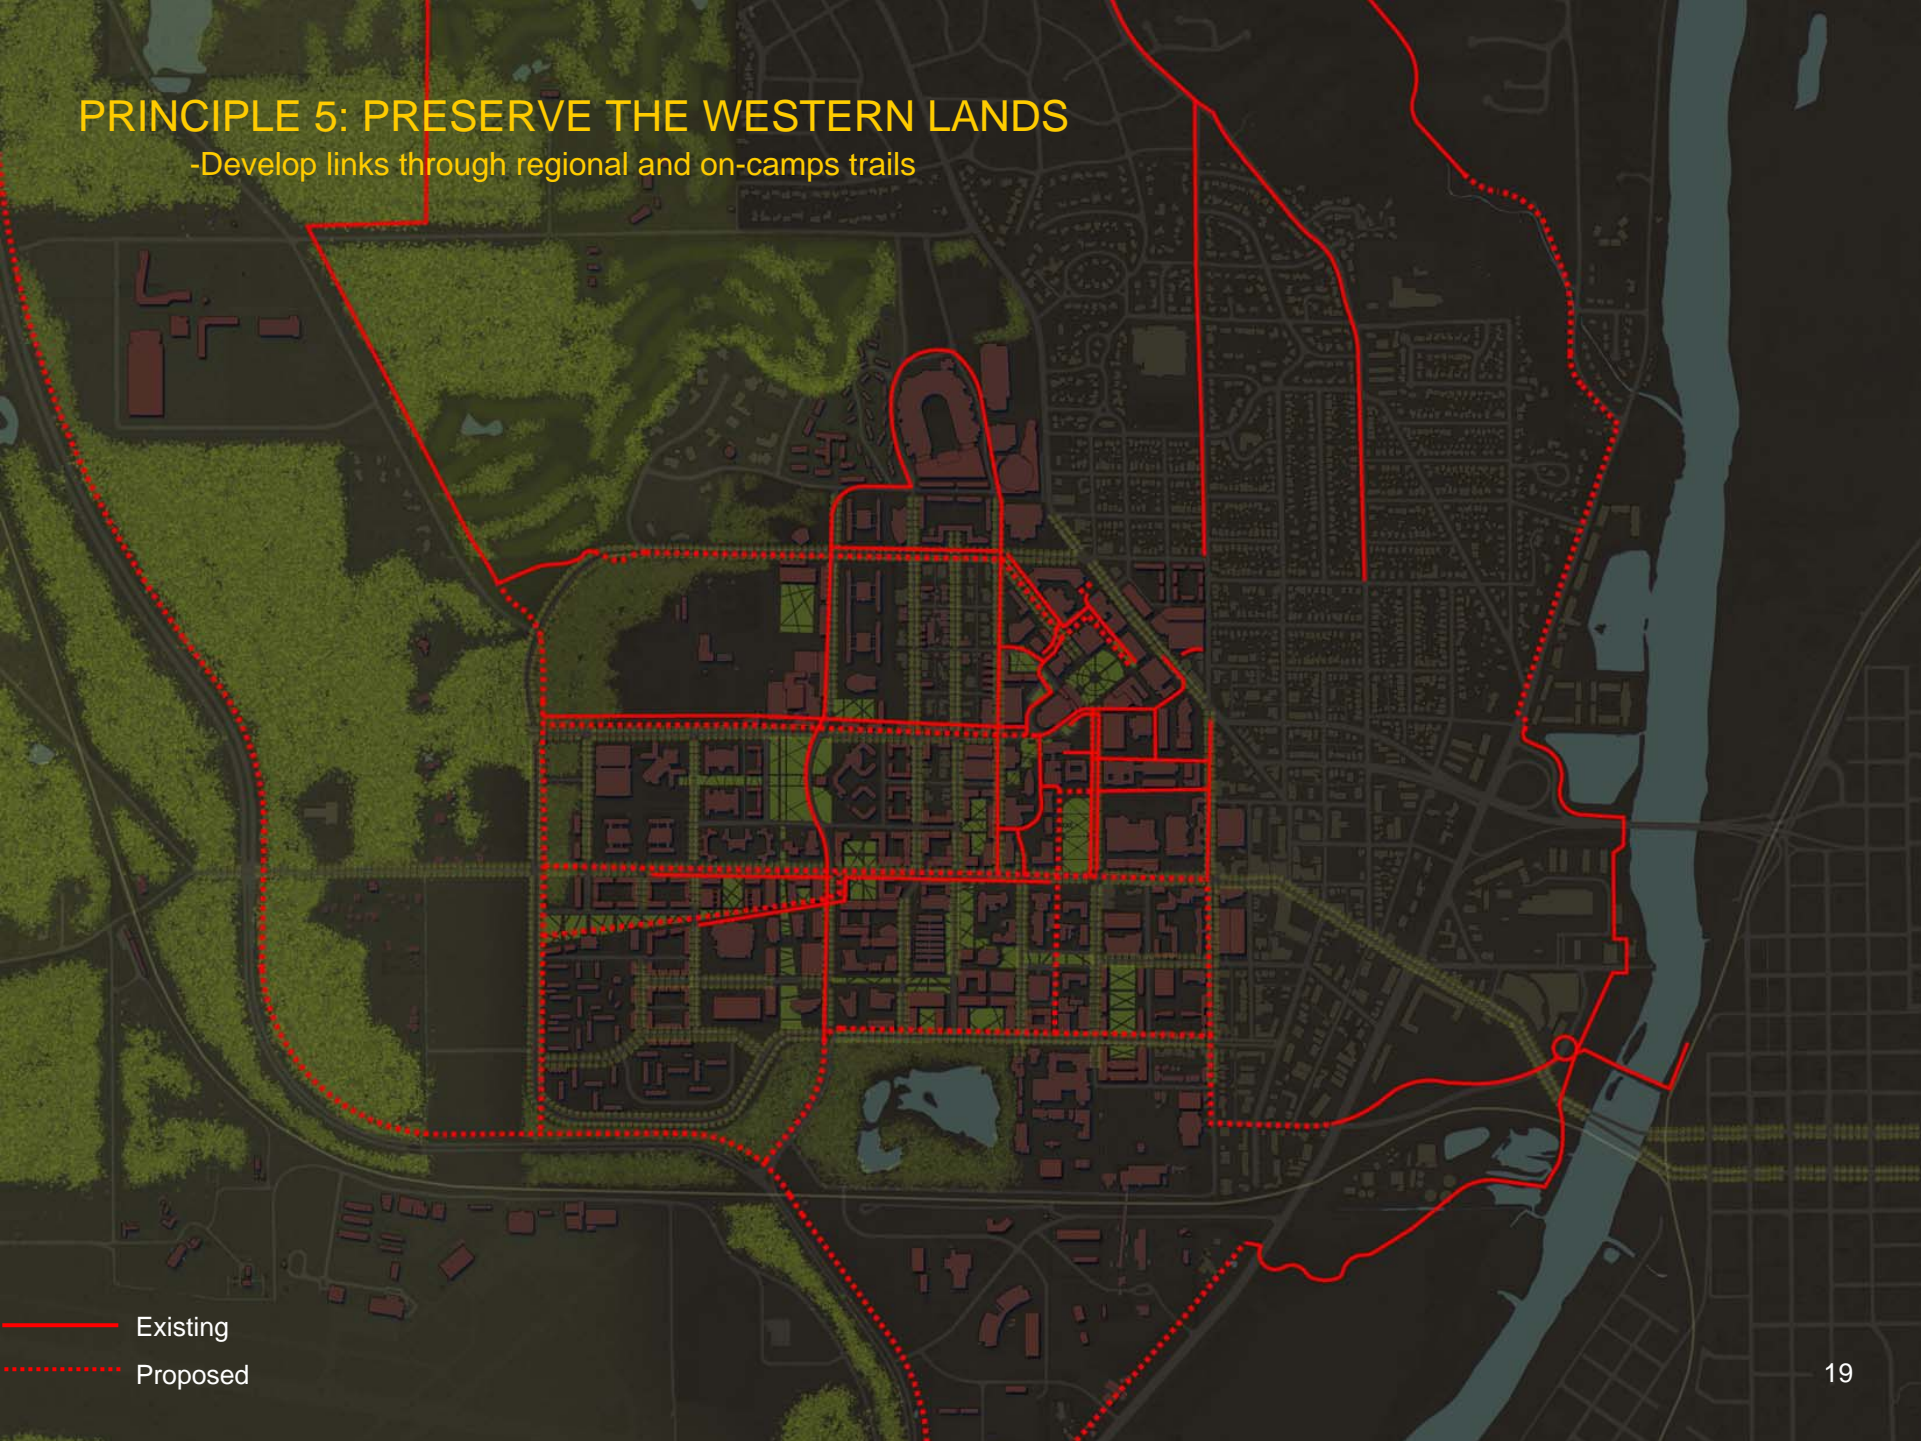 PRINCIPLE 5: PRESERVE THE WESTERN LANDS
-Develop links through regional and on-camps trails
Existing
Proposed
19